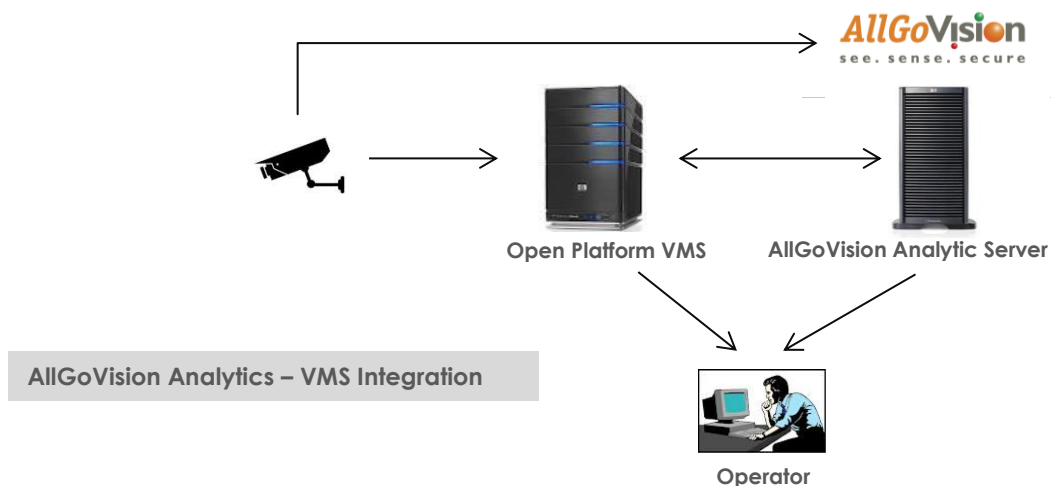 AllGoVision
see. sense. secure
Open Platform VMS
AllGoVision Analytic Server
AllGoVision Analytics – VMS Integration
Operator